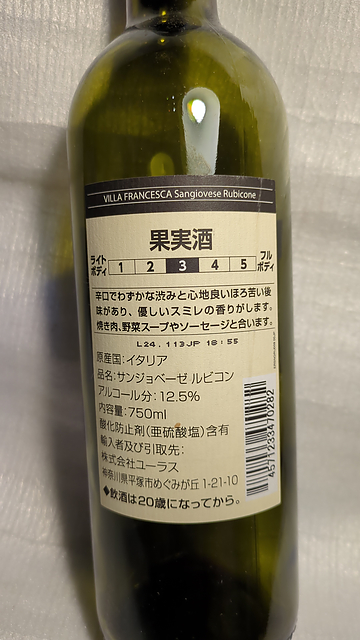 VILLA FRANCESCA Sangiovese Rubicone
果実酒
ライトボディ 1 2 3 4 5 フルボディ
辛口でわずかな渋みと心地良いほろ苦い後
味があり、優しいスミレの香りがします。
焼き肉、野菜スープやソーセージと合います。
L24. 113JP 18:55
原産国:イタリア
品名:サンジョベーゼ ルビコン
アルコール分:12.5%
内容量:750ml
酸化防止剤(亜硫酸塩)含有
輸入者及び引取先:
株式会社ユーラス
神奈川県平塚市めぐみが丘1-21-10
◆飲酒は20歳になってから。
4571233470282